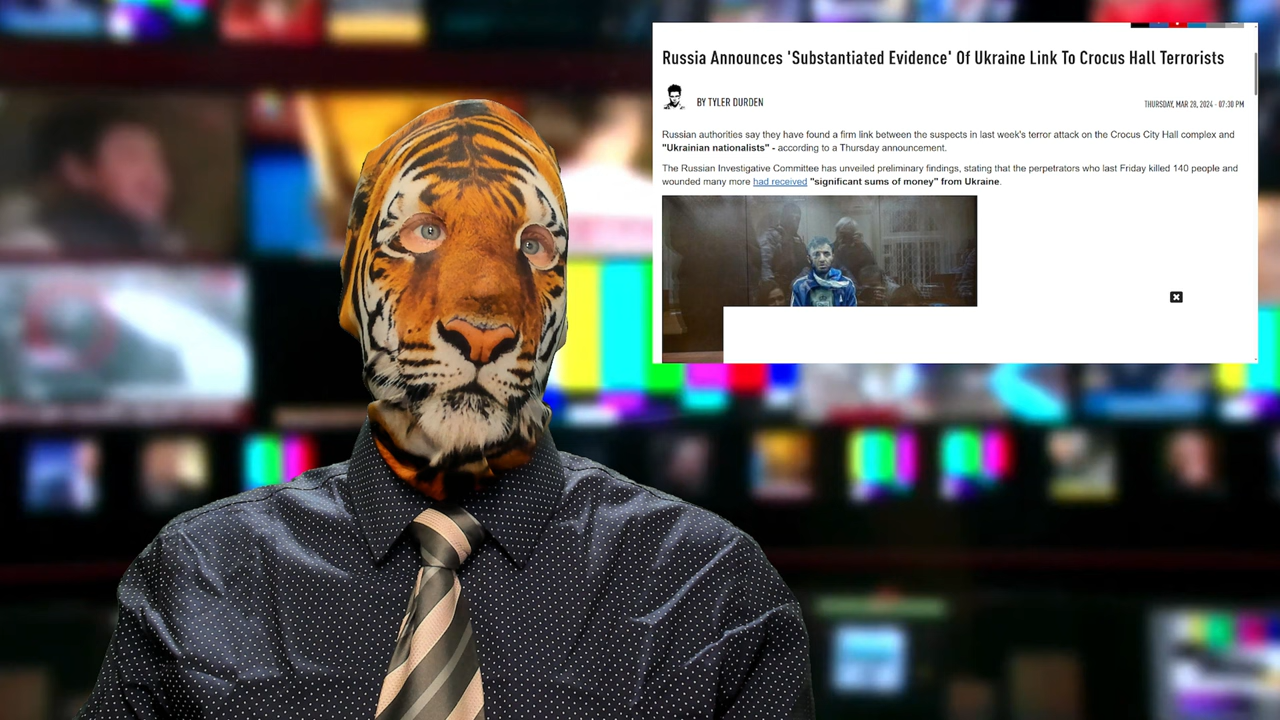 Russia Announces 'Substantiated Evidence' Of Ukraine Link To Crocus Hall Terrorists
BY TYLER DURDEN
THURSDAY, MAR 28, 2024 - 07:30 PM
Russian authorities say they have found a firm link between the suspects in last week's terror attack on the Crocus City Hall complex and
"Ukrainian nationalists" - according to a Thursday announcement.
The Russian Investigative Committee has unveiled preliminary findings, stating that the perpetrators who last Friday killed 140 people and
wounded many more had received "significant sums of money" from Ukraine.